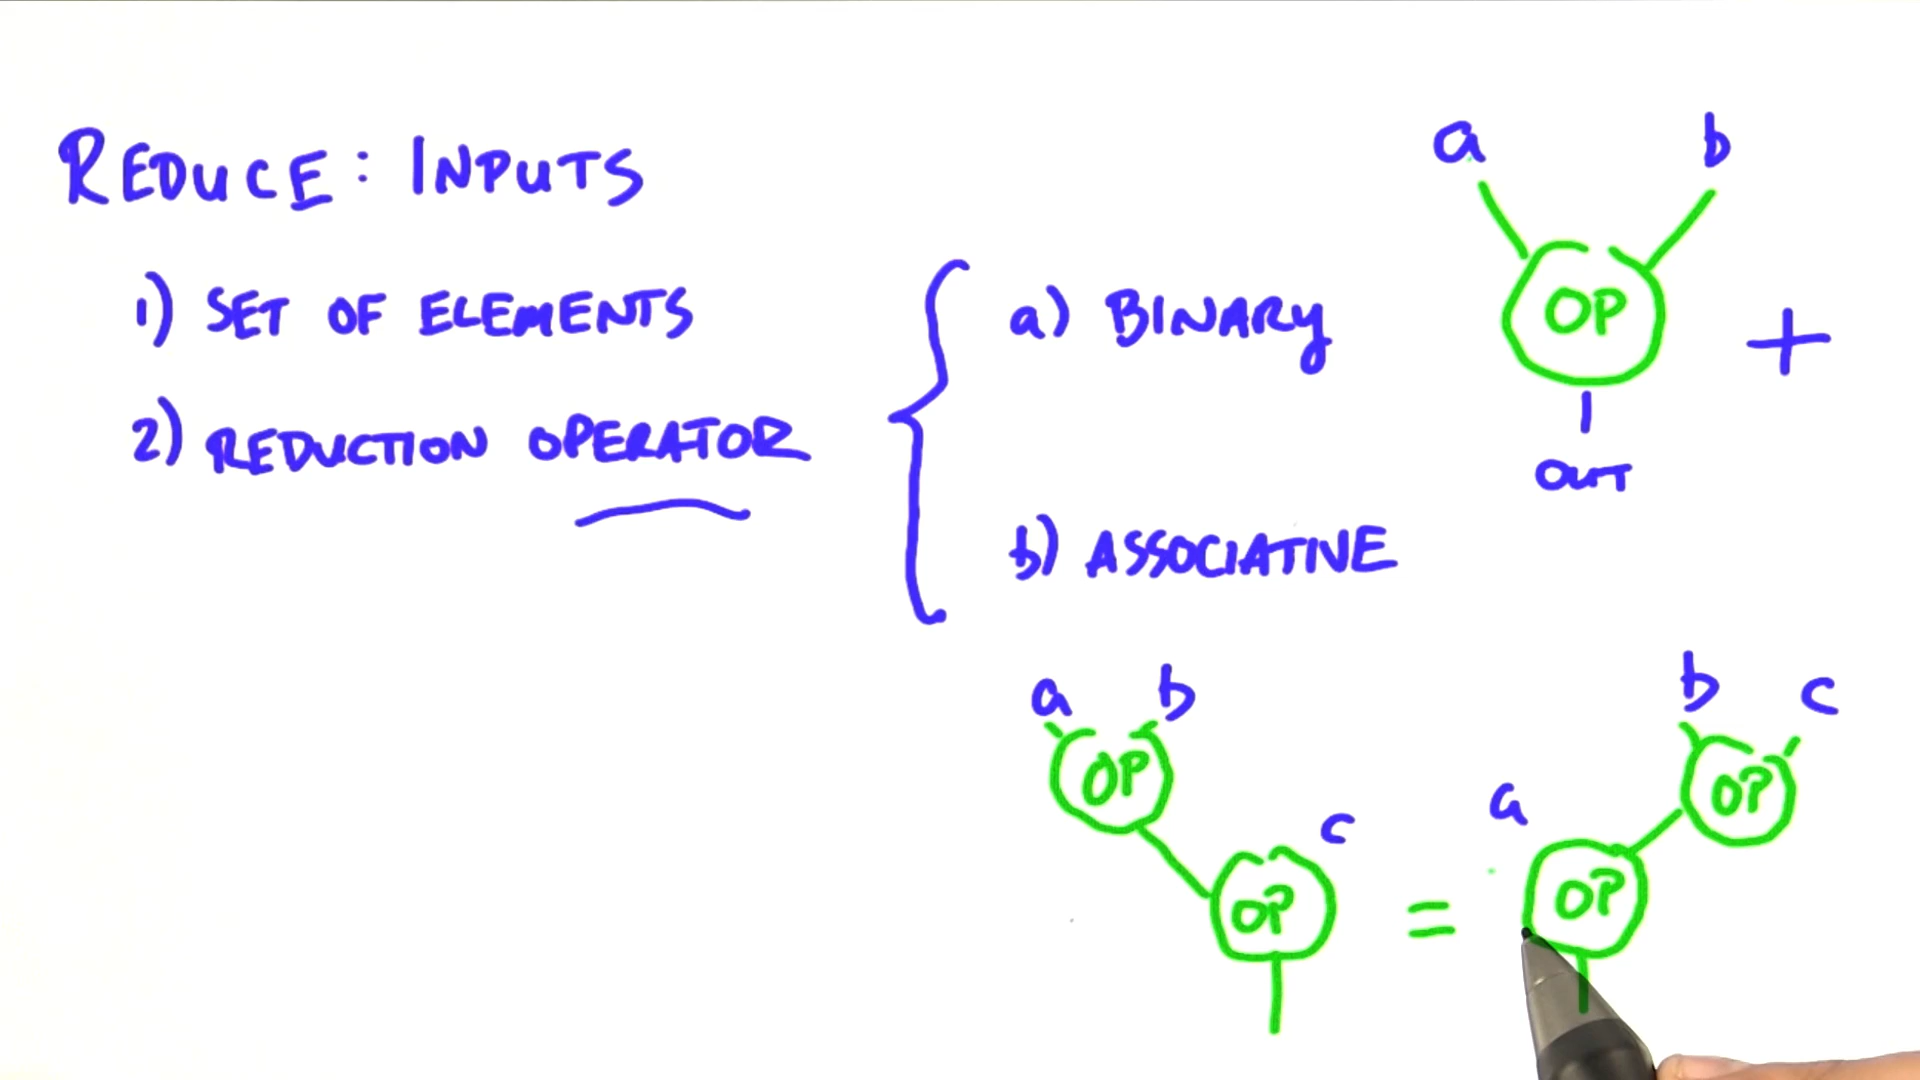 REDUCE: INPUTS
1) SET OF ELEMENTS
2) REDUCTION OPERATOR
a) BINARY
a b
OP
+
OUT
b) ASSOCIATIVE
a b
OP
c
OP
=
b c
OP
a
OP